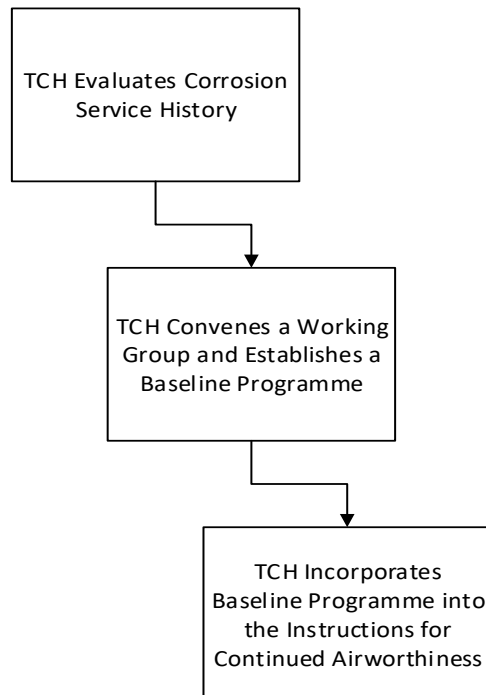 TCH Evaluates Corrosion
Service History
TCH Convenes a Working
Group and Establishes a
Baseline Programme
TCH Incorporates
Baseline Programme into
the Instructions for
Continued Airworthiness